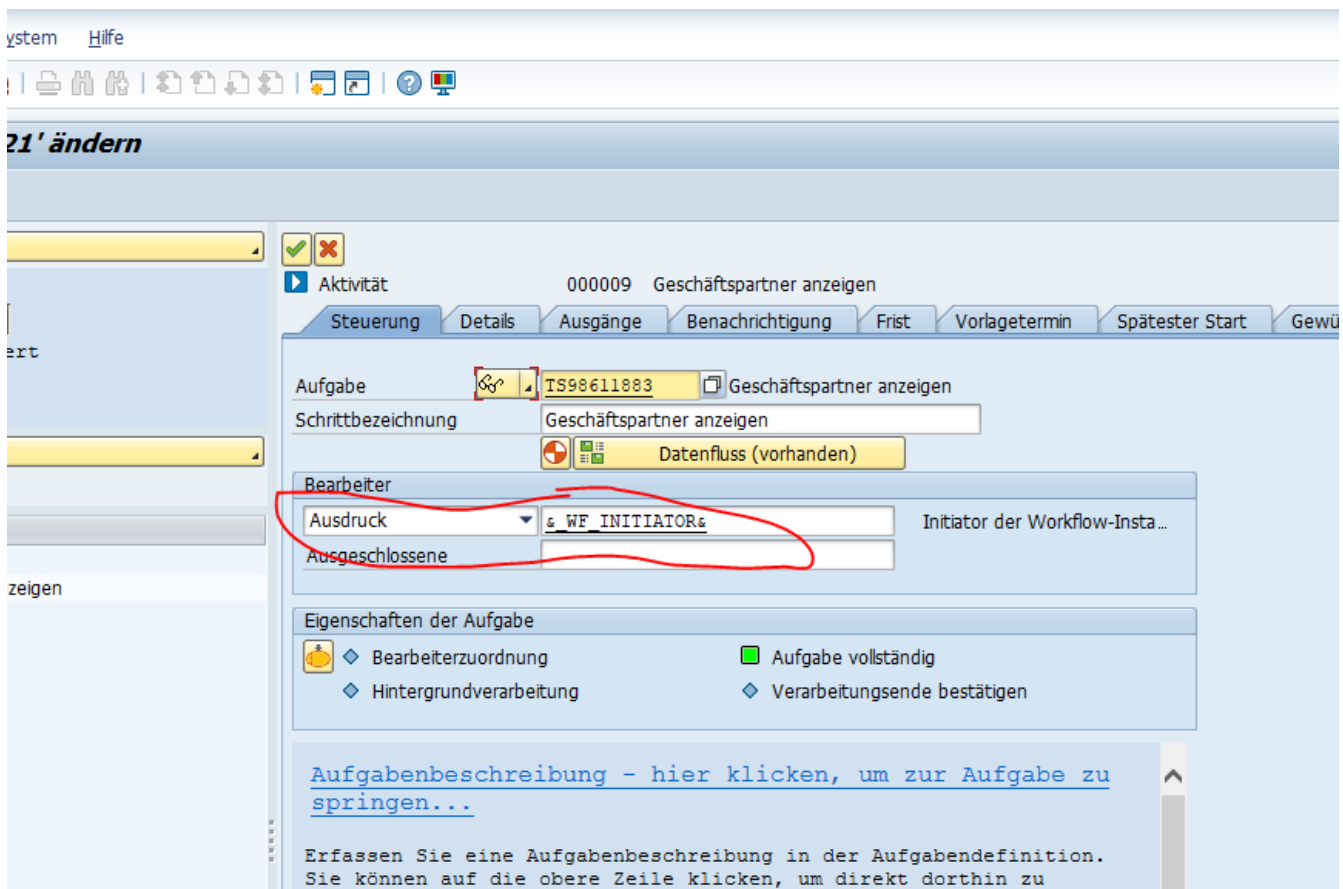 ystem Hilfe
21' ändern
Aktivität 000009 Geschäftspartner anzeigen
Steuerung Details Ausgänge Benachrichtigung Frist Vorlagetermin Spätester Start Gewü
ert
Aufgabe TS98611883 Geschäftspartner anzeigen
Schrittbezeichnung Geschäftspartner anzeigen
Datenfluss (vorhanden)
Bearbeiter
Ausdruck &_WF_INITIATOR& Initiator der Workflow-Insta...
Ausgeschlossene
zeigen
Eigenschaften der Aufgabe
Bearbeiterzuordnung Aufgabe vollständig
Hintergrundverarbeitung Verarbeitungsende bestätigen
Aufgabenbeschreibung - hier klicken, um zur Aufgabe zu
springen...
Erfassen Sie eine Aufgabenbeschreibung in der Aufgabendefinition.
Sie können auf die obere Zeile klicken, um direkt dorthin zu